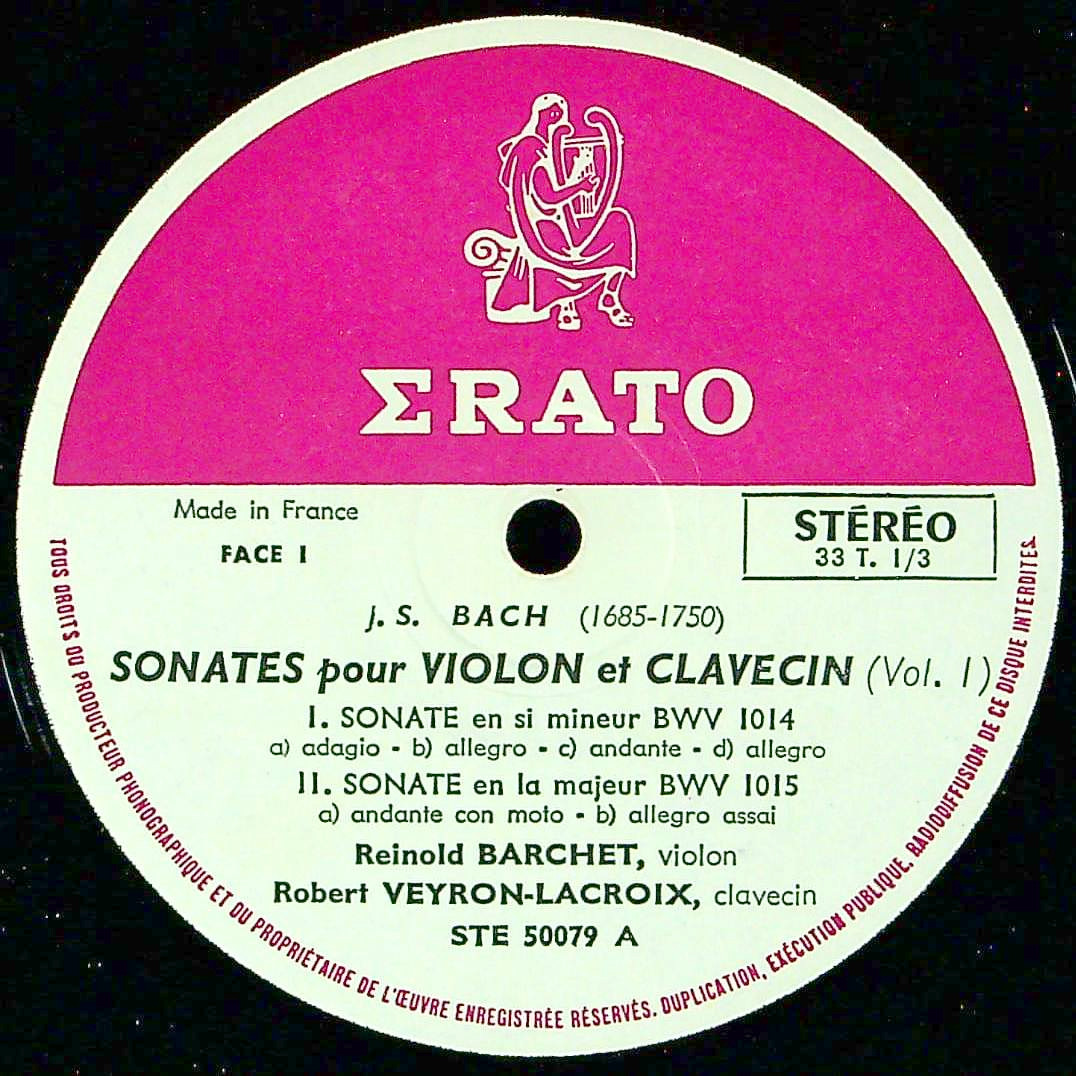 ΣRATO
Made in France
FACE 1
STÉRÉO
33 T. 1/3
J. S. BACH (1685-1750)
SONATES pour VIOLON et CLAVECIN (Vol. 1)
I. SONATE en si mineur BWV 1014
a) adagio - b) allegro - c) andante - d) allegro
II. SONATE en la majeur BWV 1015
a) andante con moto - b) allegro assai
Reinold BARCHET, violon
Robert VEYRON-LACROIX, clavecin
STE 50079 A
TOUS DROITS DU PRODUCTEUR PHONOGRAPHIQUE ET DU PROPRIÉTAIRE DE L'ŒUVRE ENREGISTRÉE RÉSERVÉS. DUPLICATION, EXÉCUTION PUBLIQUE, RADIODIFFUSION DE CE DISQUE INTERDITES